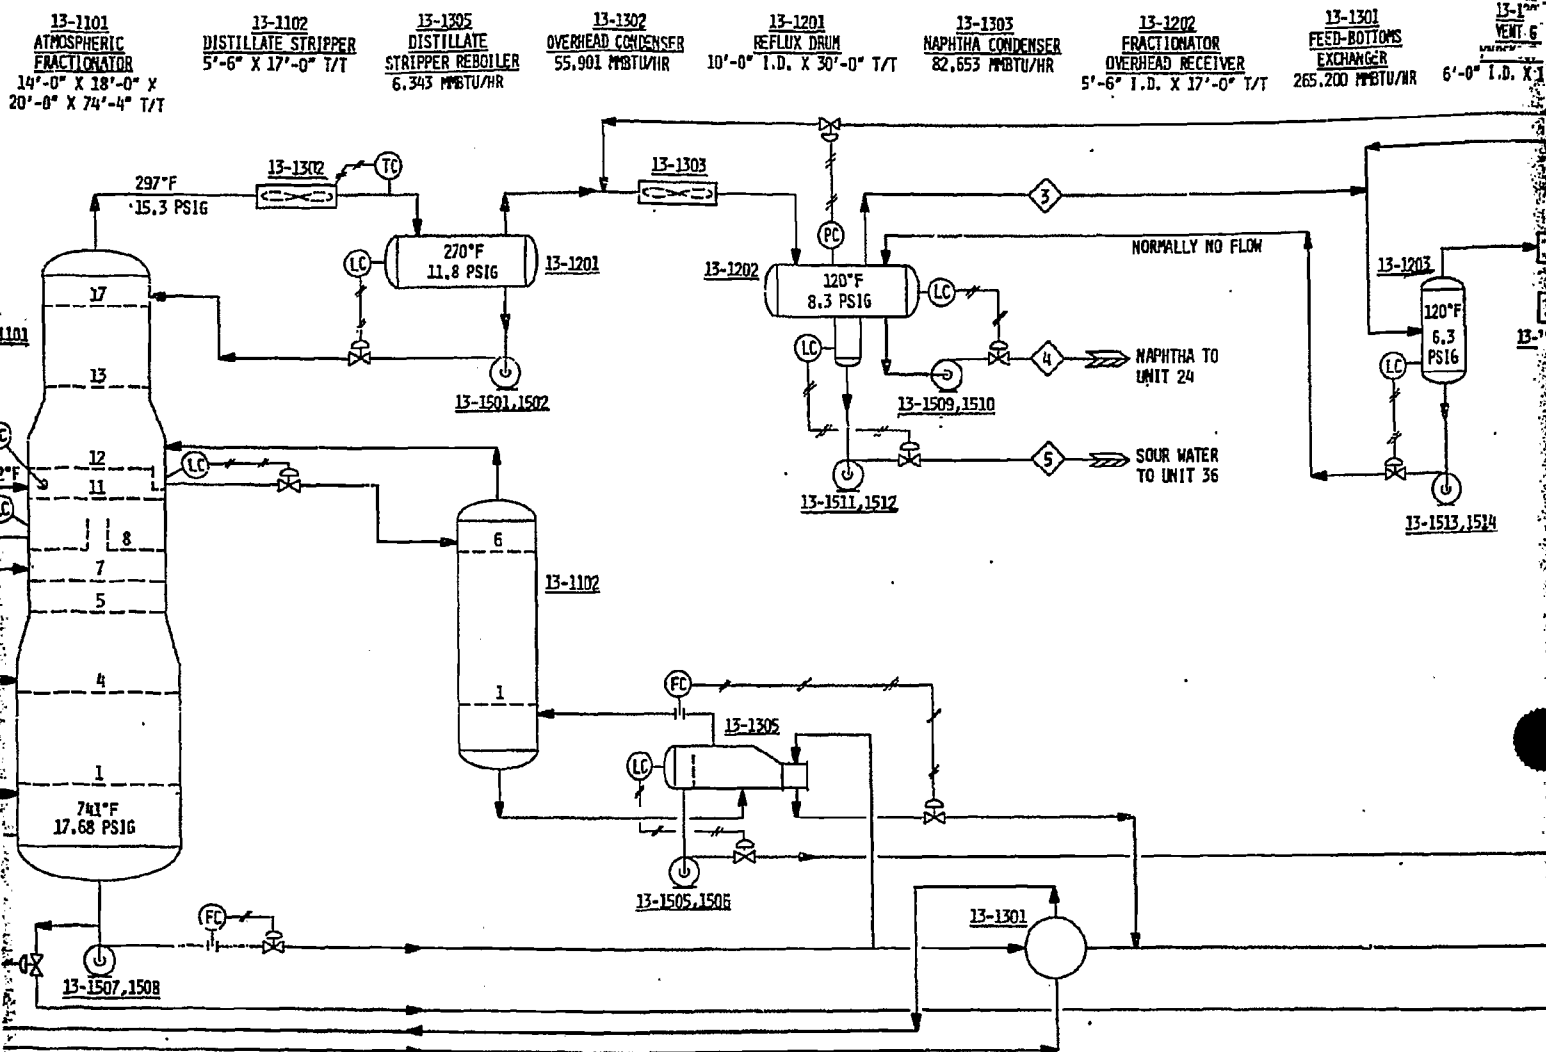 13-1101
ATMOSPHERIC
FRACTIONATOR
14'-0" X 18'-0" X
20'-0" X 74'-4" T/T
13-1102
DISTILLATE STRIPPER
5'-6" X 17'-0" T/T
13-1305
DISTILLATE
STRIPPER REBOILER
6.343 MMBTU/HR
13-1302
OVERHEAD CONDENSER
55.901 MMBTU/HR
13-1201
REFLUX DRUM
10'-0" I.D. X 30'-0" T/T
13-1303
NAPHTHA CONDENSER
82.653 MMBTU/HR
13-1202
FRACTIONATOR
OVERHEAD RECEIVER
5'-6" I.D. X 17'-0" T/T
13-1301
FEED-BOTTOMS
EXCHANGER
265.200 MMBTU/HR
VENT G
6'-0" I.D. X 1
297°F
15.3 PSIG
13-1302
TC
270°F
11.8 PSIG
13-1201
LC
13-1501,1502
13-1303
PC
13-1202
120°F
8.3 PSIG
LC
LC
3
NORMALLY NO FLOW
13-1203
120°F
6.3
PSIG
LC
13-
4
NAPHTHA TO
UNIT 24
13-1509,1510
5
SOUR WATER
TO UNIT 36
13-1511,1512
13-1513,1514
1101
17
13
12
11
8
7
5
4
1
741°F
17.68 PSIG
C
2°F
C
LC
6
1
13-1102
FC
13-1305
LC
13-1505,1506
FC
13-1507,1508
13-1301